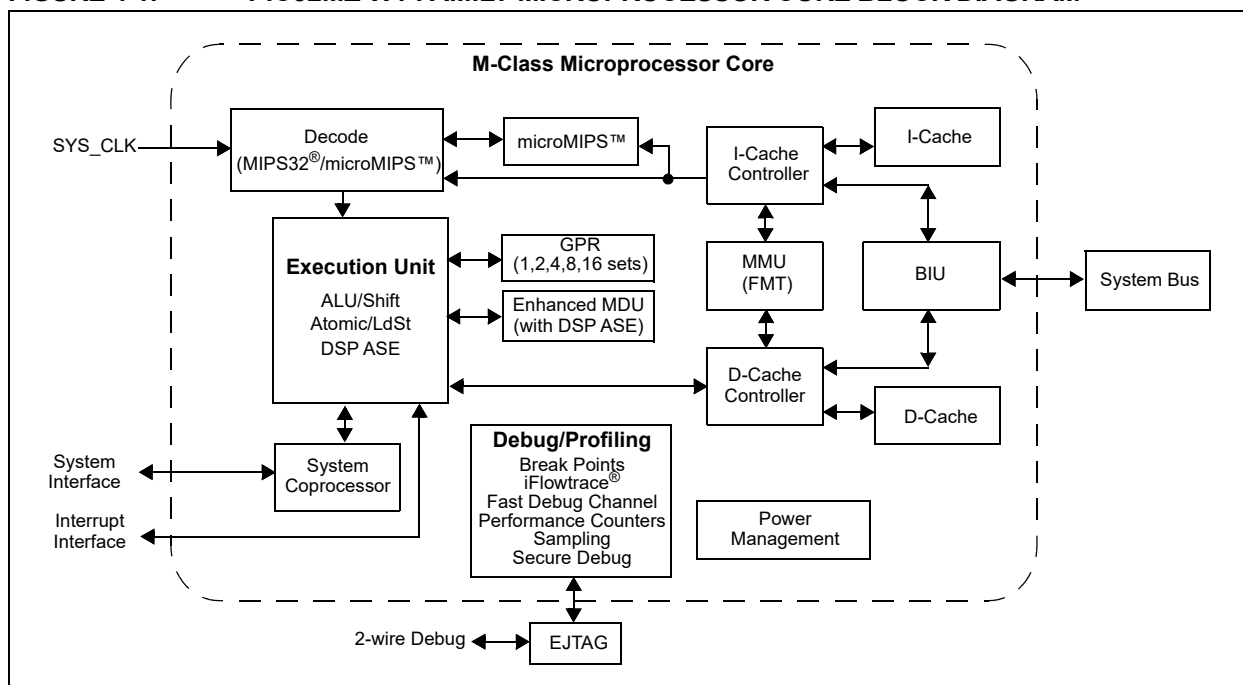 M-Class Microprocessor Core
SYS_CLK
Decode
(MIPS32®/microMIPS™)
microMIPS™
I-Cache
Controller
I-Cache
Execution Unit
ALU/Shift
Atomic/LdSt
DSP ASE
GPR
(1,2,4,8,16 sets)
Enhanced MDU
(with DSP ASE)
MMU
(FMT)
BIU
System Bus
D-Cache
Controller
D-Cache
System
Interface
System
Coprocessor
Interrupt
Interface
Debug/Profiling
Break Points
iFlowtrace®
Fast Debug Channel
Performance Counters
Sampling
Secure Debug
Power
Management
2-wire Debug
EJTAG